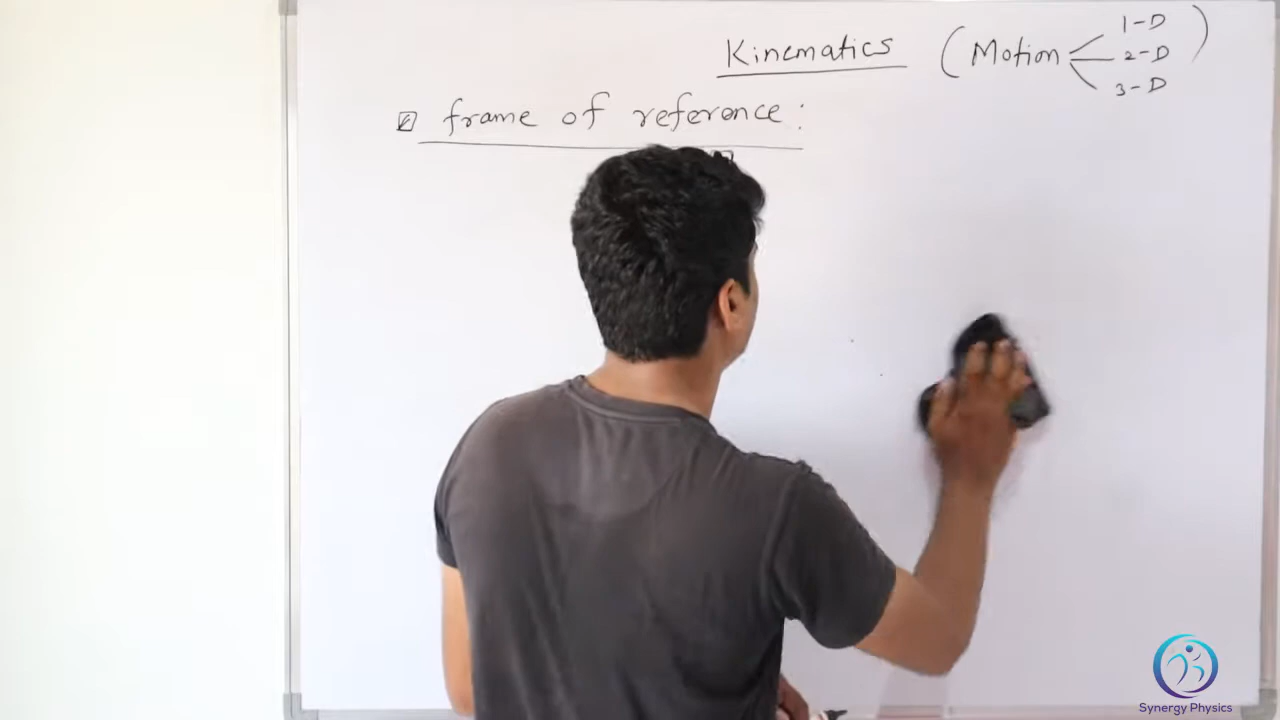 Kinematics (Motion 1-D
2-D
3-D )
frame of reference:
Synergy Physics